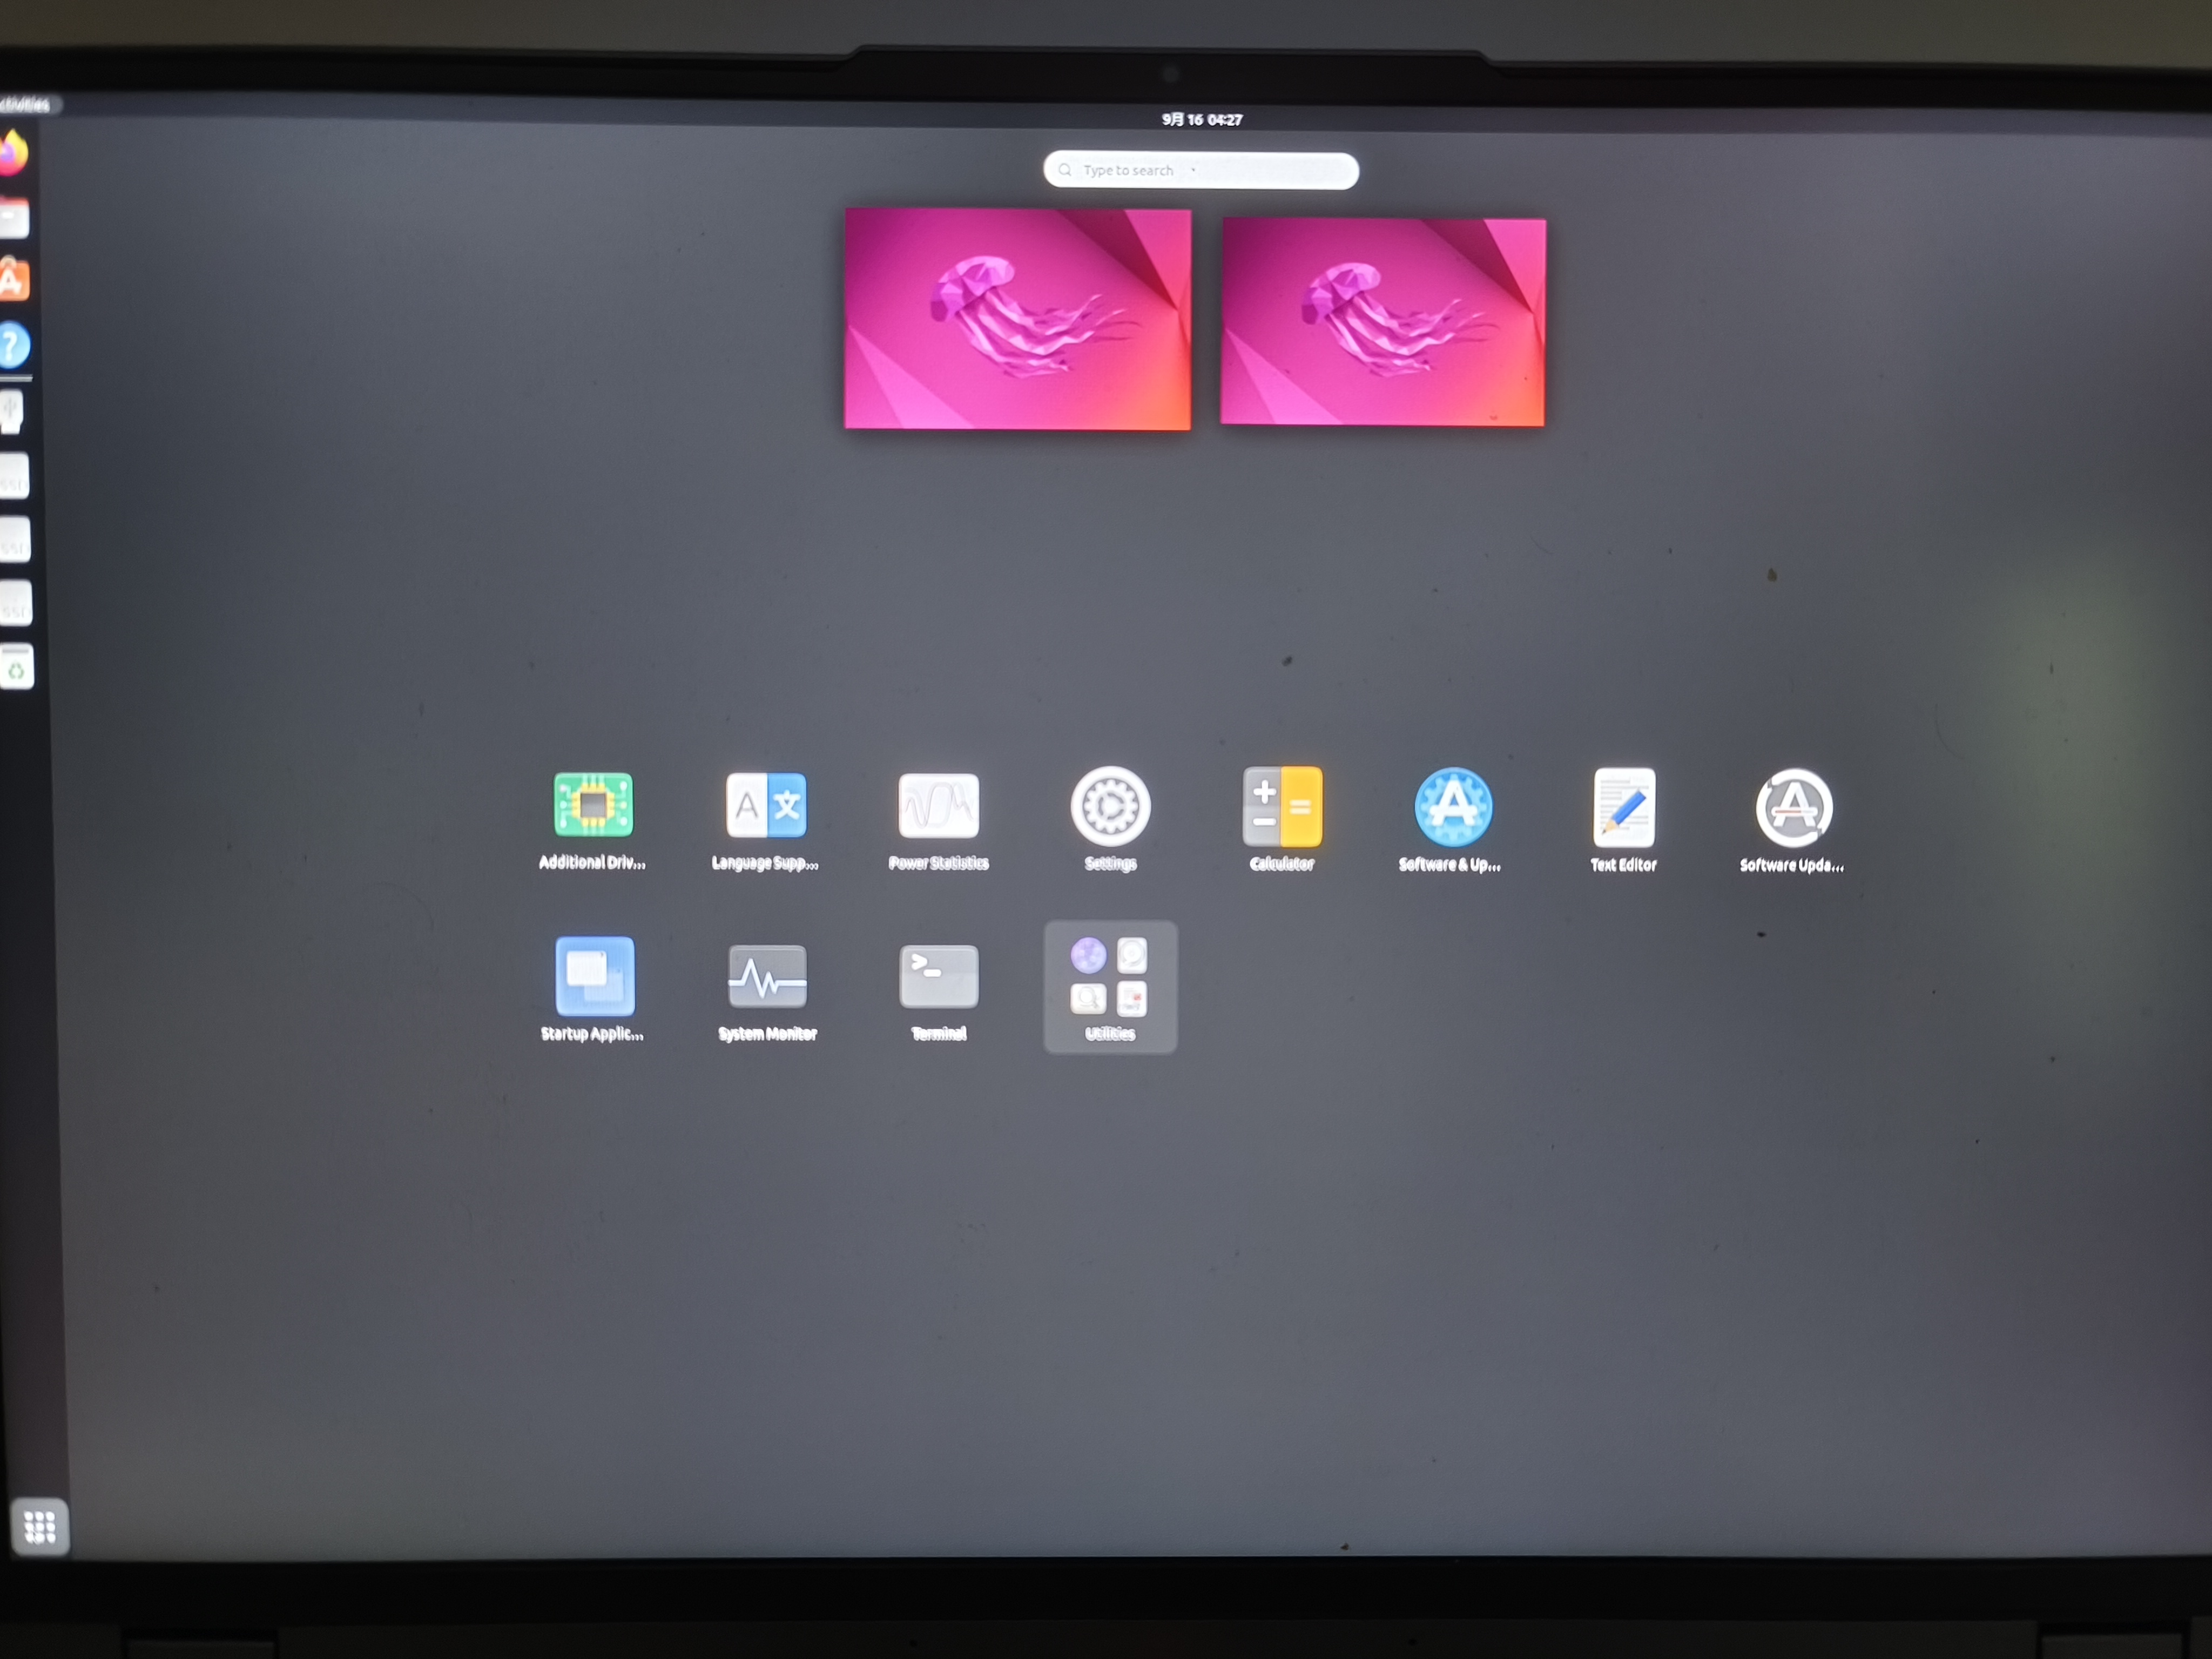 9月 16 04:27
Type to search
Additional Driv...
Language Supp...
Power Statistics
Settings
Calculator
Software & Up...
Text Editor
Software Upda...
Startup Applic...
System Monitor
Terminal
Utilities